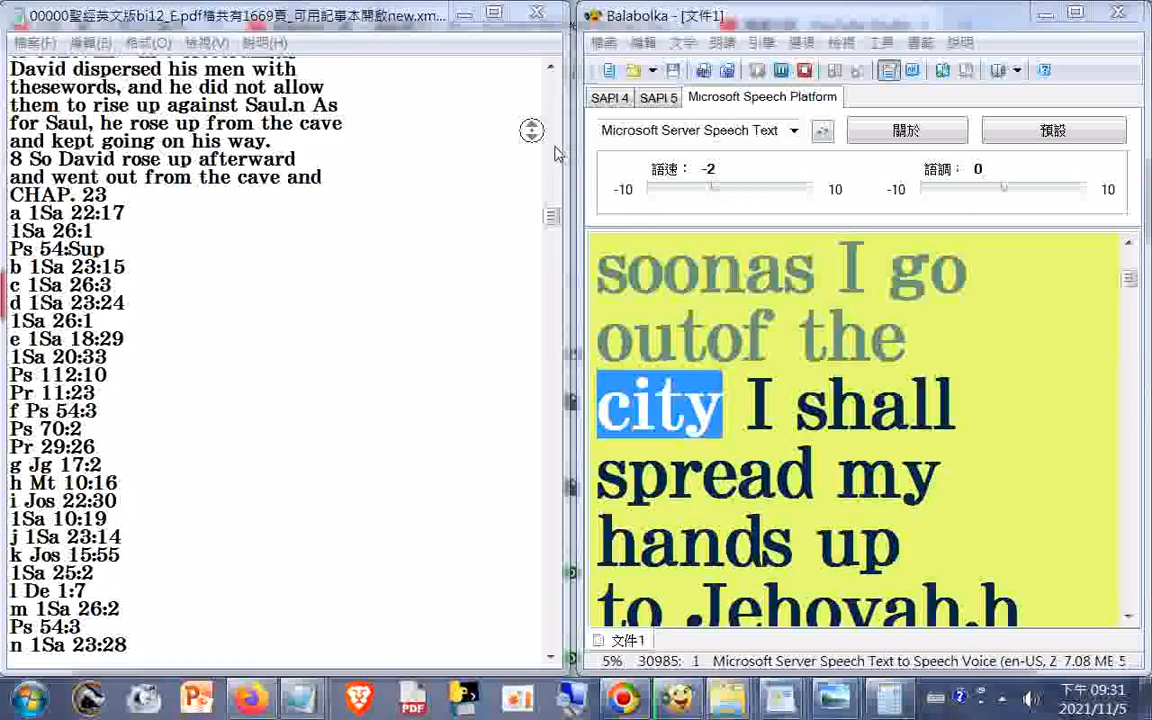 00000聖經英文版bi12_E.pdf檔共有1669頁_可用記事本開啟new.xm...
檔案(F) 編輯(E) 格式(O) 檢視(V) 說明(H)
David dispersed his men with
thesewords, and he did not allow
them to rise up against Saul.n As
for Saul, he rose up from the cave
and kept going on his way.
8 So David rose up afterward
and went out from the cave and
CHAP. 23
a 1Sa 22:17
1Sa 26:1
Ps 54:Sup
b 1Sa 23:15
c 1Sa 26:3
d 1Sa 23:24
1Sa 26:1
e 1Sa 18:29
1Sa 20:33
Ps 112:10
Pr 11:23
f Ps 54:3
Ps 70:2
Pr 29:26
g Jg 17:2
h Mt 10:16
i Jos 22:30
1Sa 10:19
j 1Sa 23:14
k Jos 15:55
1Sa 25:2
l De 1:7
m 1Sa 26:2
Ps 54:3
n 1Sa 23:28
Balabolka - [文件1]
檔案 編輯 文字 朗讀 引擎 選項 檢視 工具 書籤 說明
SAPI 4 SAPI 5 Microsoft Speech Platform
Microsoft Server Speech Text 關於 預設
語速： -2 語調： 0
-10 10 -10 10
soonas I go
outof the
city I shall
spread my
hands up
to Jehovah.h
文件1
5% 30985: 1 Microsoft Server Speech Text to Speech Voice (en-US, Z 7.08 MB 5
下午 09:31
2021/11/5